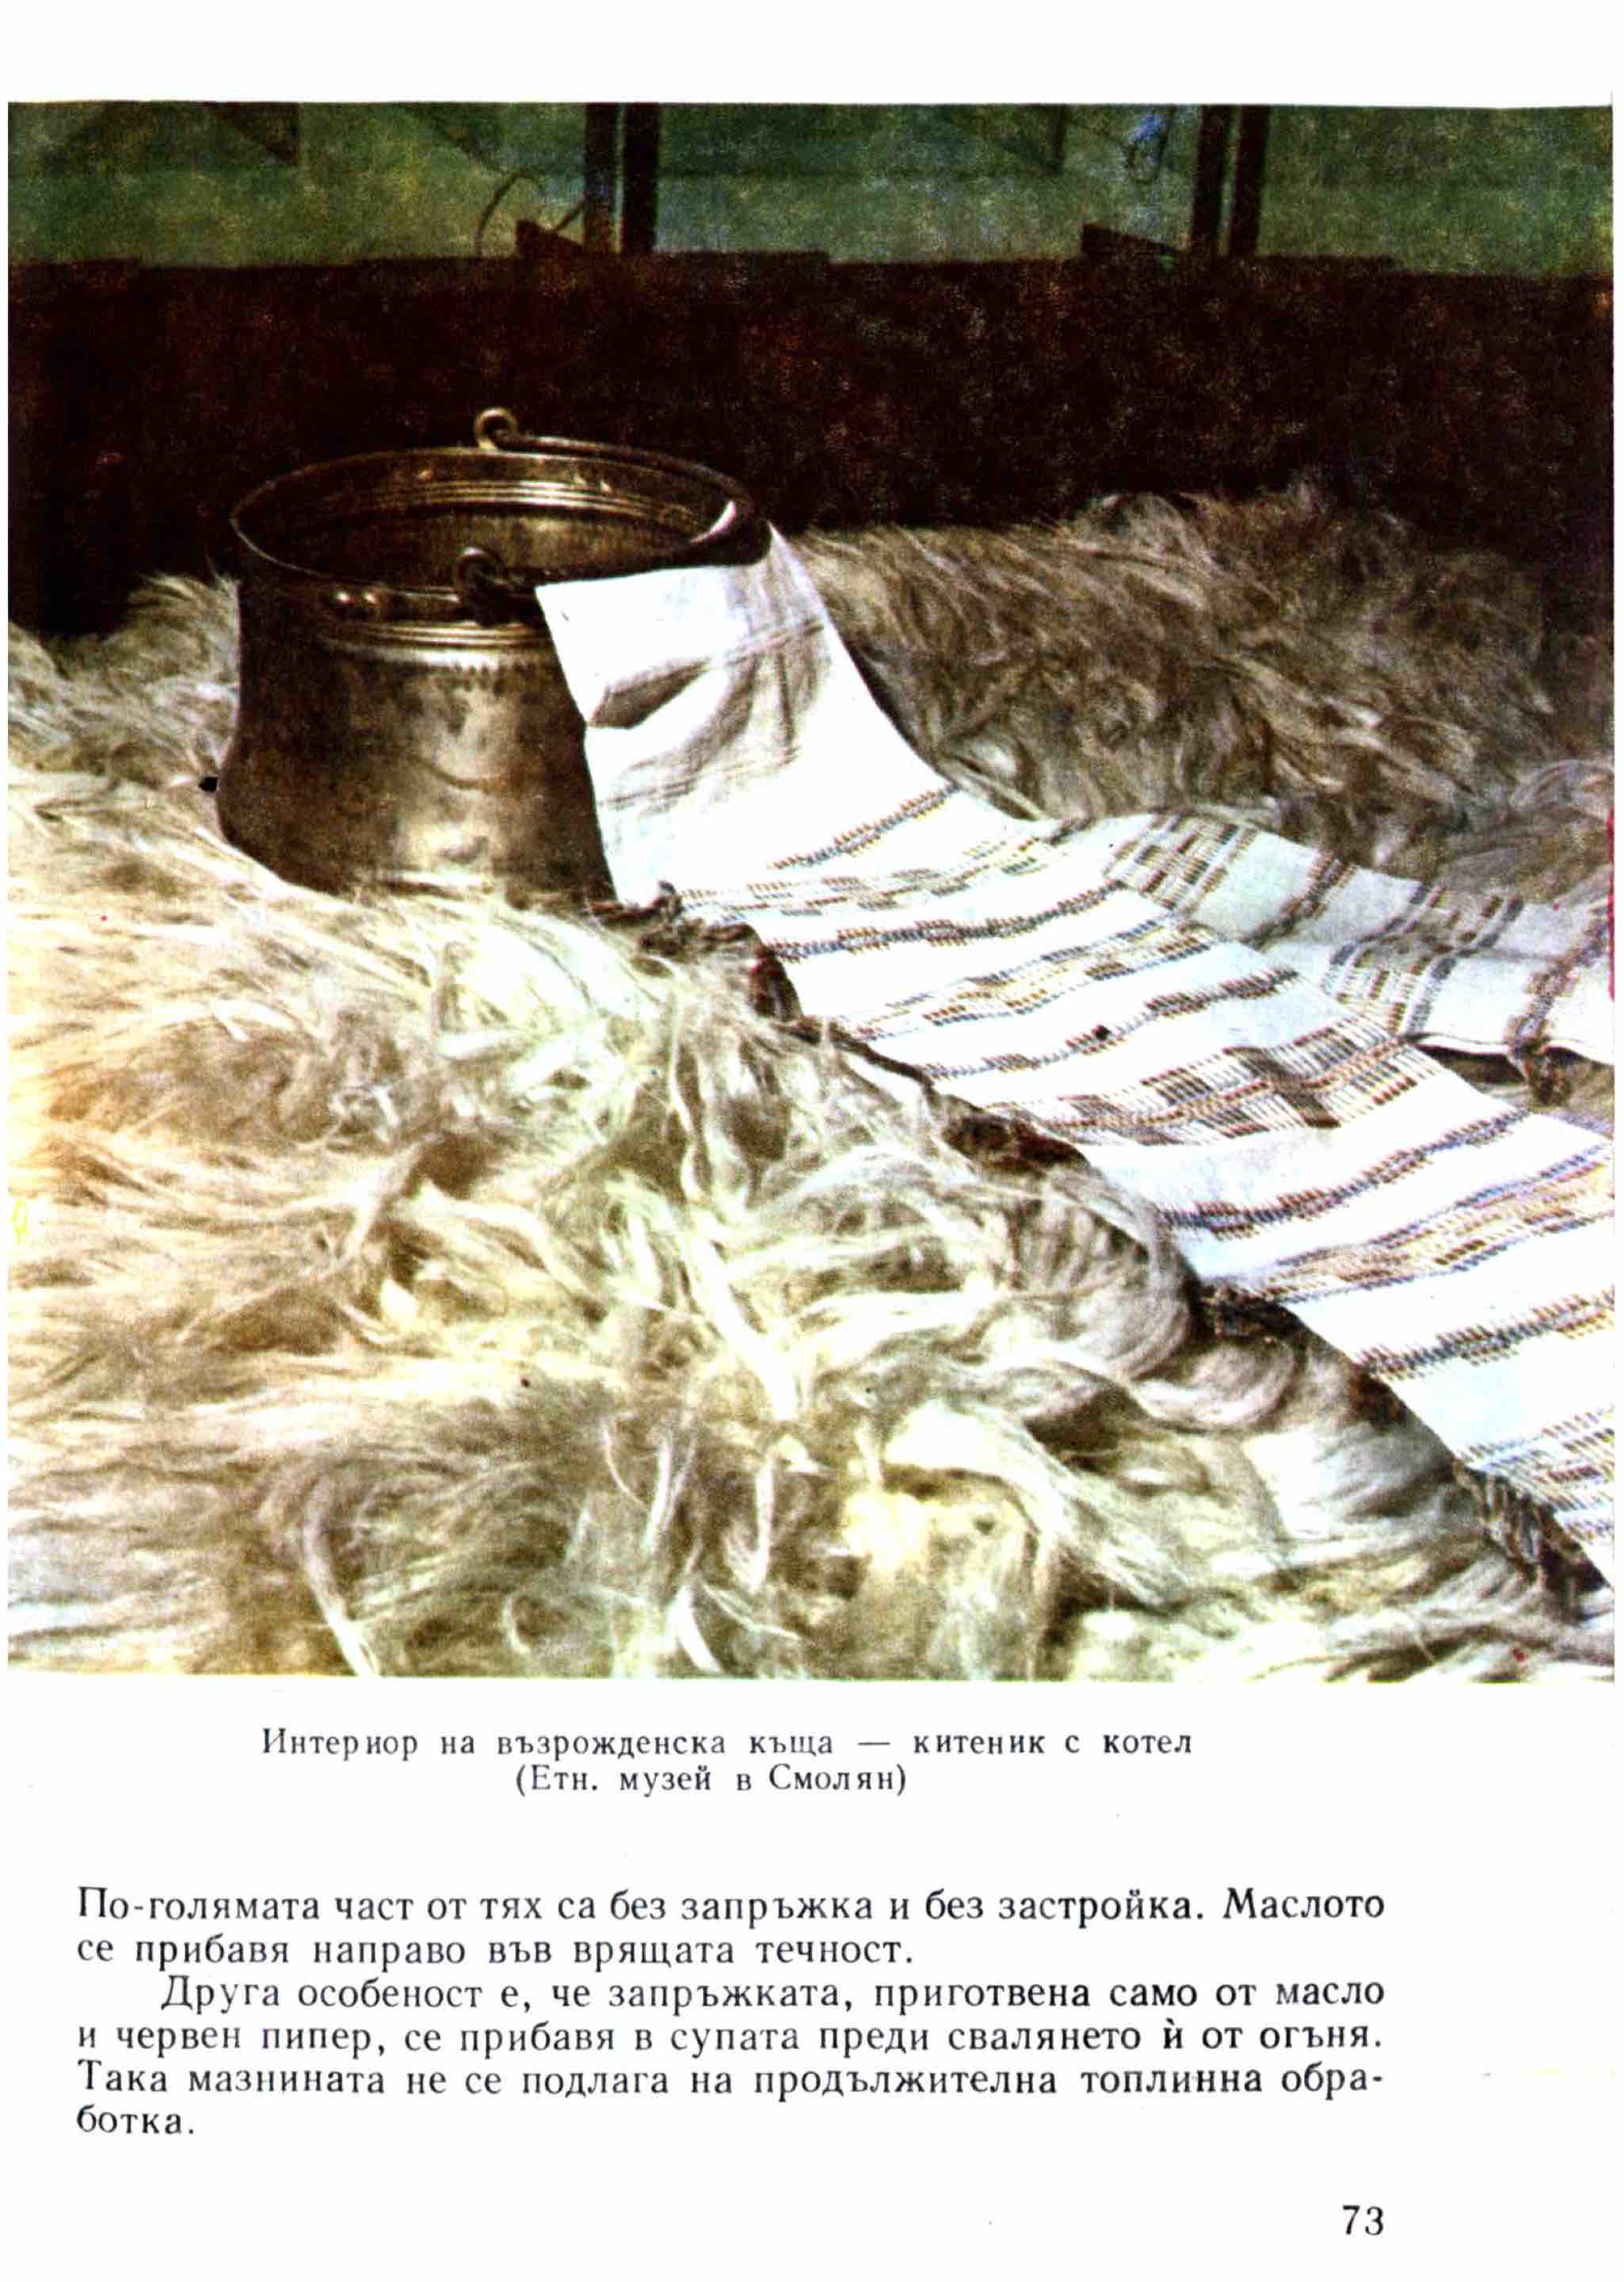 Интериор на възрожденска къща — китеник с котел
(Етн. музей в Смолян)
По-голямата част от тях са без запръжка и без застройка. Маслото
се прибавя направо във врящата течност.
Друга особеност е, че запръжката, приготвена само от масло
и червен пипер, се прибавя в супата преди свалянето ѝ от огъня.
Така мазнината не се подлага на продължителна топлинна обра-
ботка.
73